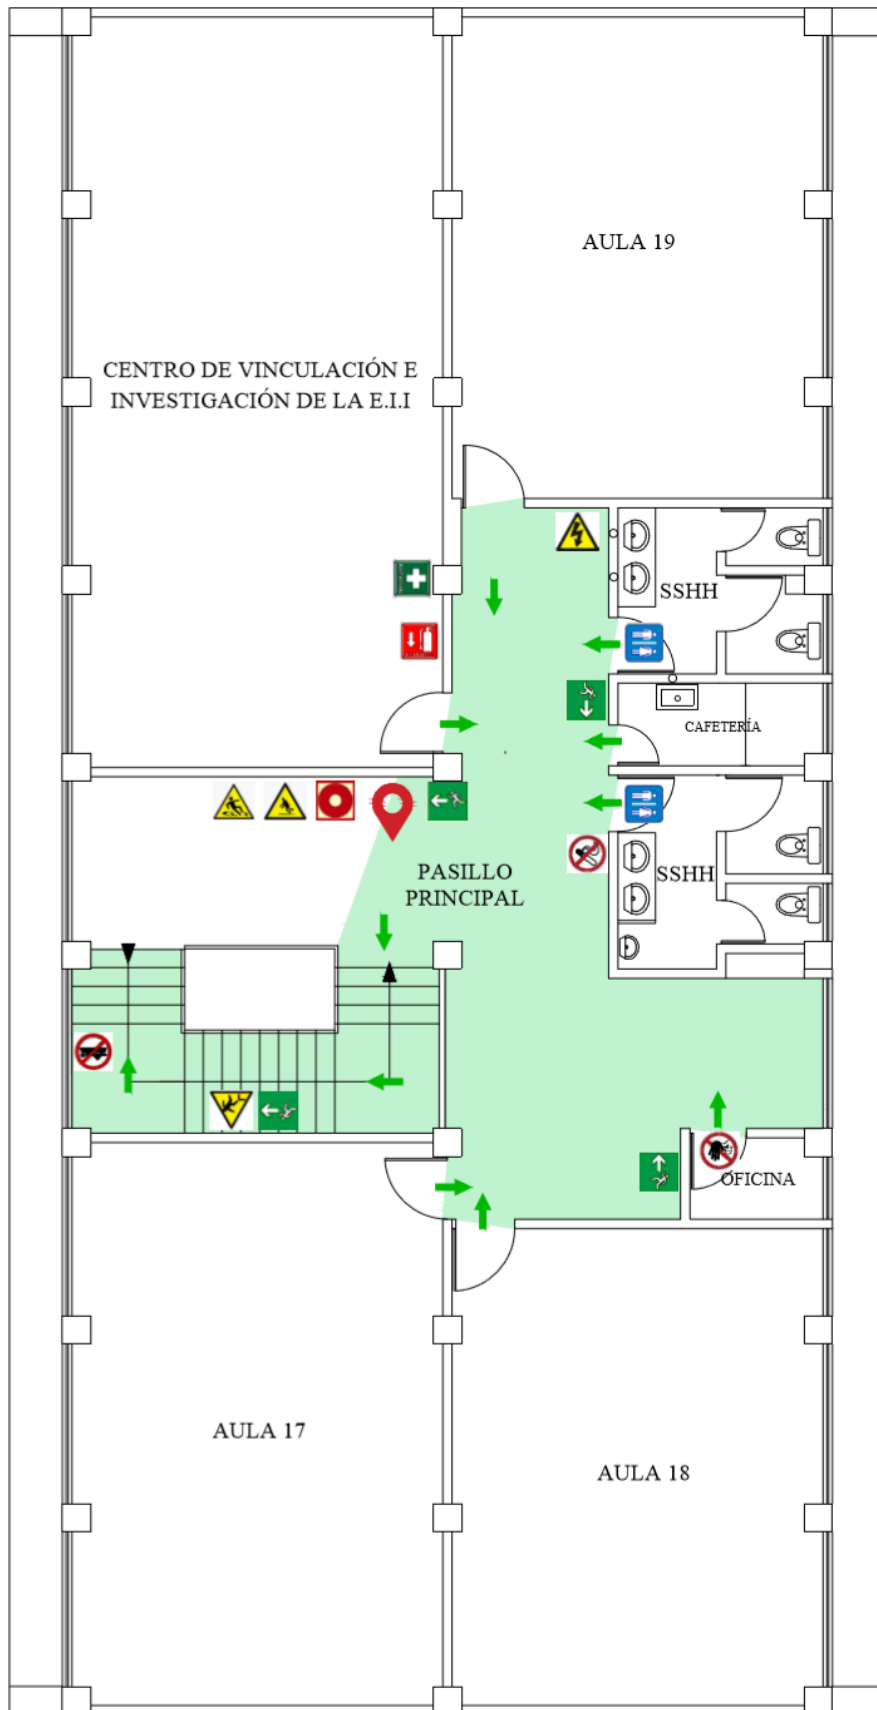 AULA 19
CENTRO DE VINCULACIÓN E
INVESTIGACIÓN DE LA E.I.I
SSHH
CAFETERÍA
PASILLO
PRINCIPAL
SSHH
OFICINA
AULA 17
AULA 18